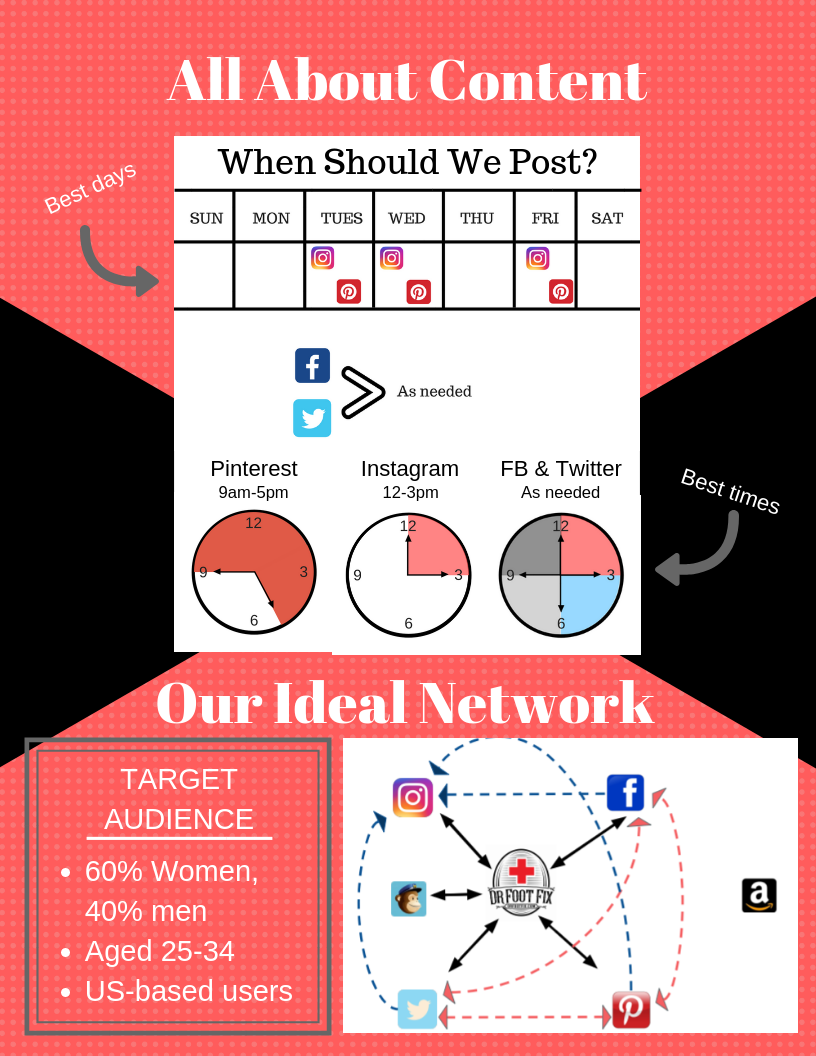 All About Content
When Should We Post?
Best days
SUN MON TUES WED THU FRI SAT
As needed
Pinterest Instagram FB & Twitter
9am-5pm 12-3pm As needed
Best times
12 12 12
9 3 9 3 9 3
6 6 6
Our Ideal Network
TARGET
AUDIENCE
60% Women,
40% men
Aged 25-34
US-based users
DR FOOT FIX